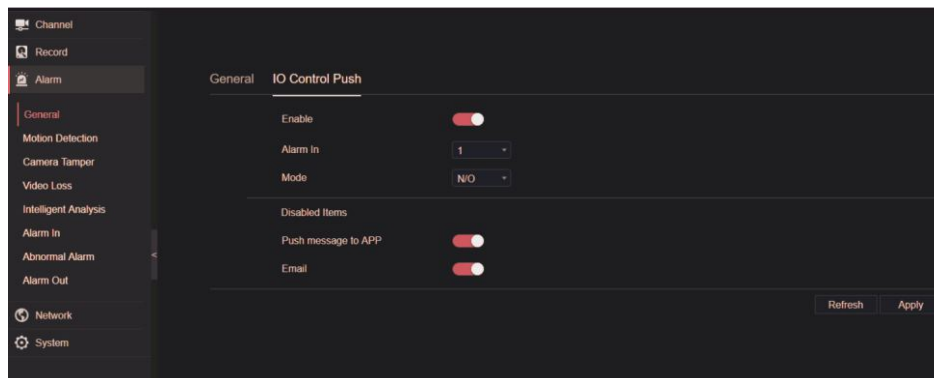 Channel
Record
Alarm
General
Motion Detection
Camera Tamper
Video Loss
Intelligent Analysis
Alarm In
Abnormal Alarm
Alarm Out
Network
System
General IO Control Push
Enable
Alarm In 1
Mode N/O
Disabled Items
Push message to APP
Email
Refresh Apply